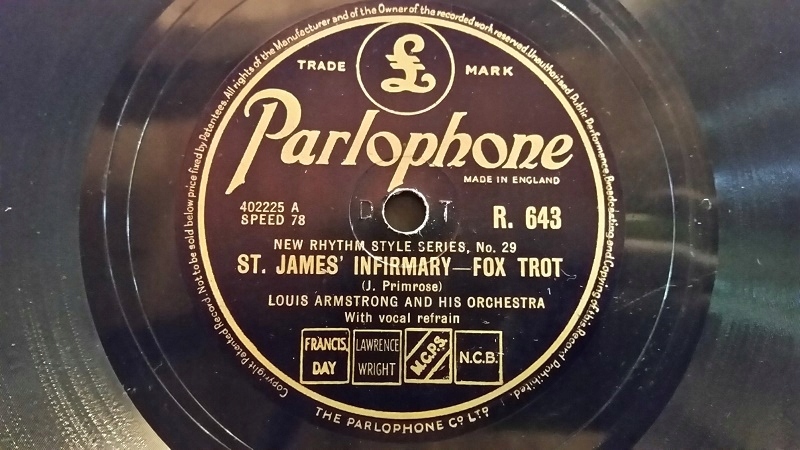 Copyright Patented Record. Not to be sold below price fixed by Patentees. All rights of the Manufacturer and of the Owner of the recorded work reserved. Unauthorised Public Performance, Broadcasting and Copying of this Record Prohibited.
£
TRADE MARK
Parlophone
MADE IN ENGLAND
402225 A
SPEED 78
R. 643
NEW RHYTHM STYLE SERIES, No. 29
ST. JAMES' INFIRMARY—FOX TROT
(J. Primrose)
LOUIS ARMSTRONG AND HIS ORCHESTRA
With vocal refrain
FRANCIS, DAY
LAWRENCE WRIGHT
M.C.P.S.
N.C.B.
THE PARLOPHONE Co LTD